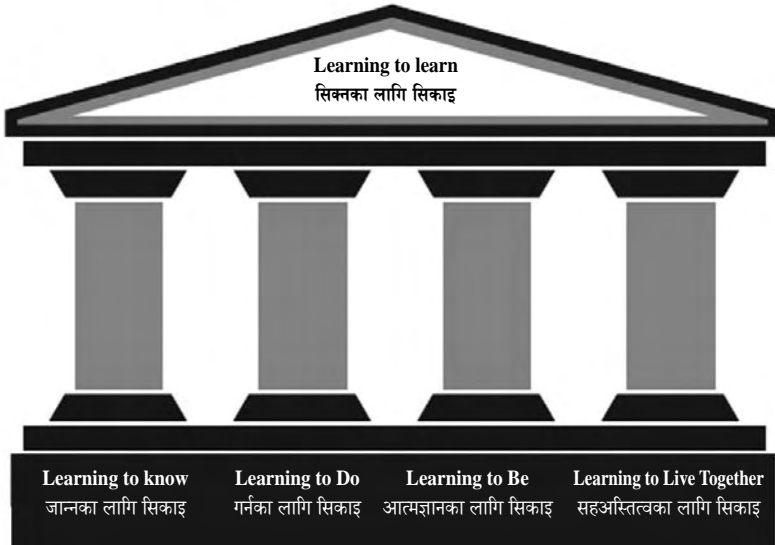 Learning to learn
सिक्नका लागि सिकाइ
Learning to know
जान्नका लागि सिकाइ
Learning to Do
गर्नका लागि सिकाइ
Learning to Be
आत्मज्ञानका लागि सिकाइ
Learning to Live Together
सहअस्तित्वका लागि सिकाइ